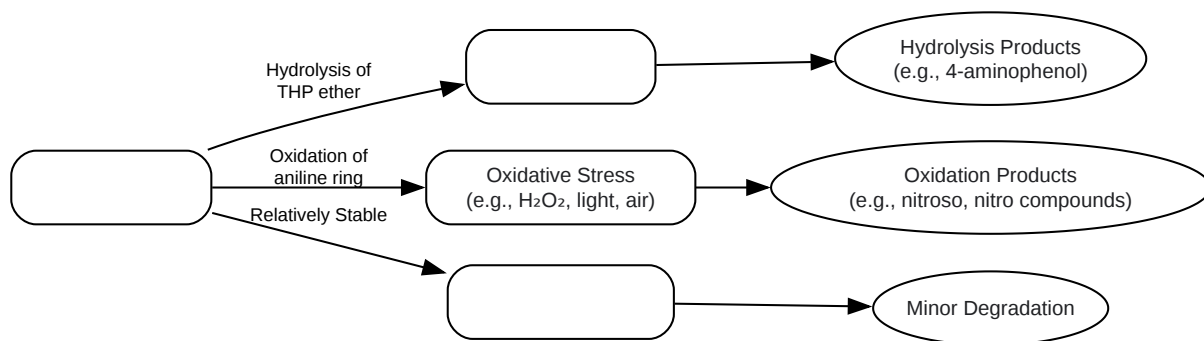 Hydrolysis of
THP ether
Hydrolysis Products
(e.g., 4-aminophenol)
Oxidation of
aniline ring
Oxidative Stress
(e.g., H₂O₂, light, air)
Oxidation Products
(e.g., nitroso, nitro compounds)
Relatively Stable
Minor Degradation